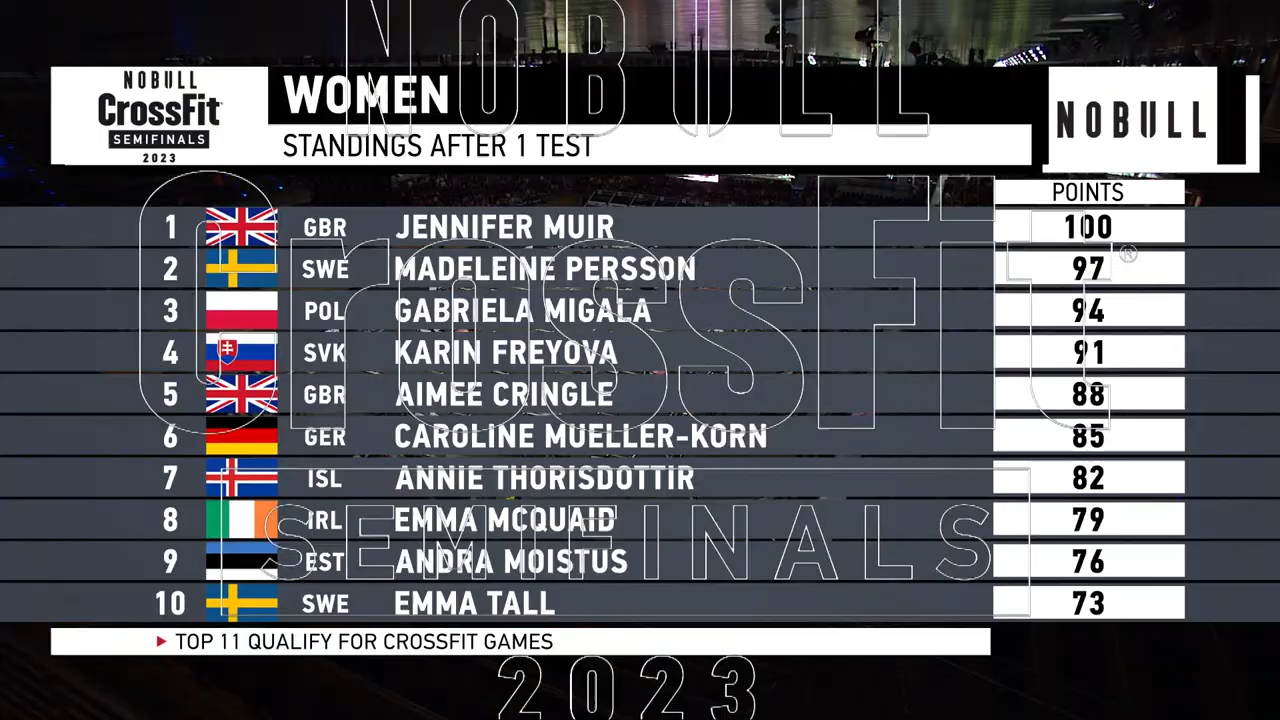 NOBULL
NOBULL
CrossFit
SEMIFINALS
2023
WOMEN
STANDINGS AFTER 1 TEST
NOBULL
POINTS
1 GBR JENNIFER MUIR 100
2 SWE MADELEINE PERSSON 97
3 POL GABRIELA MIGALA 94
4 SVK KARIN FREYOVA 91
5 GBR AIMEE CRINGLE 88
6 GER CAROLINE MUELLER-KORN 85
7 ISL ANNIE THORISDOTTIR 82
8 IRL EMMA MCQUAID 79
9 EST ANDRA MOISTUS 76
10 SWE EMMA TALL 73
TOP 11 QUALIFY FOR CROSSFIT GAMES
CrossFit®
SEMIFINALS
2023